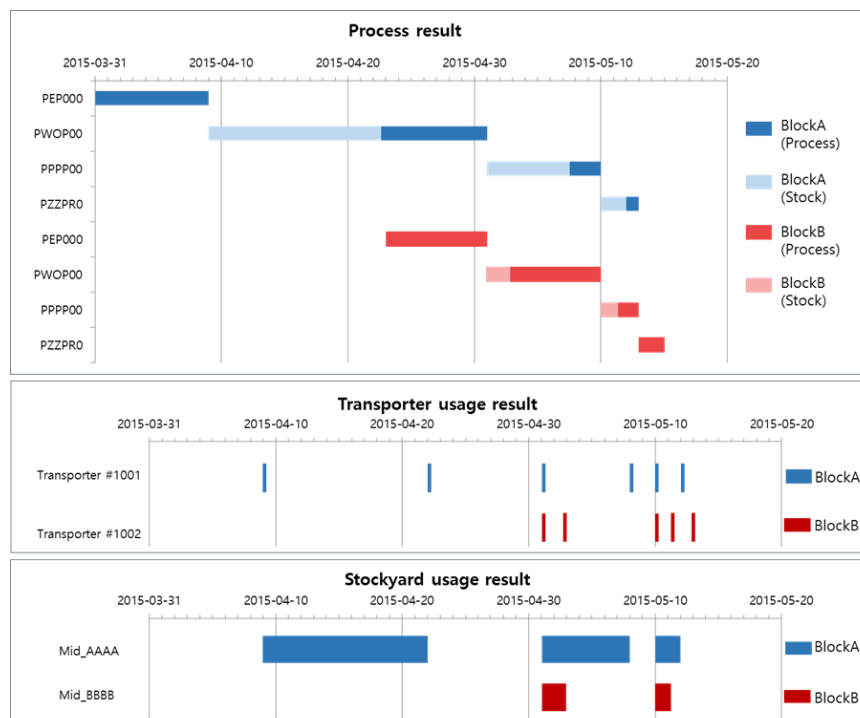 Process result
2015-03-31 2015-04-10 2015-04-20 2015-04-30 2015-05-10 2015-05-20
PEP000
PWOP00
PPPP00
PZZPR0
PEP000
PWOP00
PPPP00
PZZPR0
BlockA
(Process)
BlockA
(Stock)
BlockB
(Process)
BlockB
(Stock)
Transporter usage result
2015-03-31 2015-04-10 2015-04-20 2015-04-30 2015-05-10 2015-05-20
Transporter #1001
BlockA
Transporter #1002
BlockB
Stockyard usage result
2015-03-31 2015-04-10 2015-04-20 2015-04-30 2015-05-10 2015-05-20
Mid_AAAA
BlockA
Mid_BBBB
BlockB